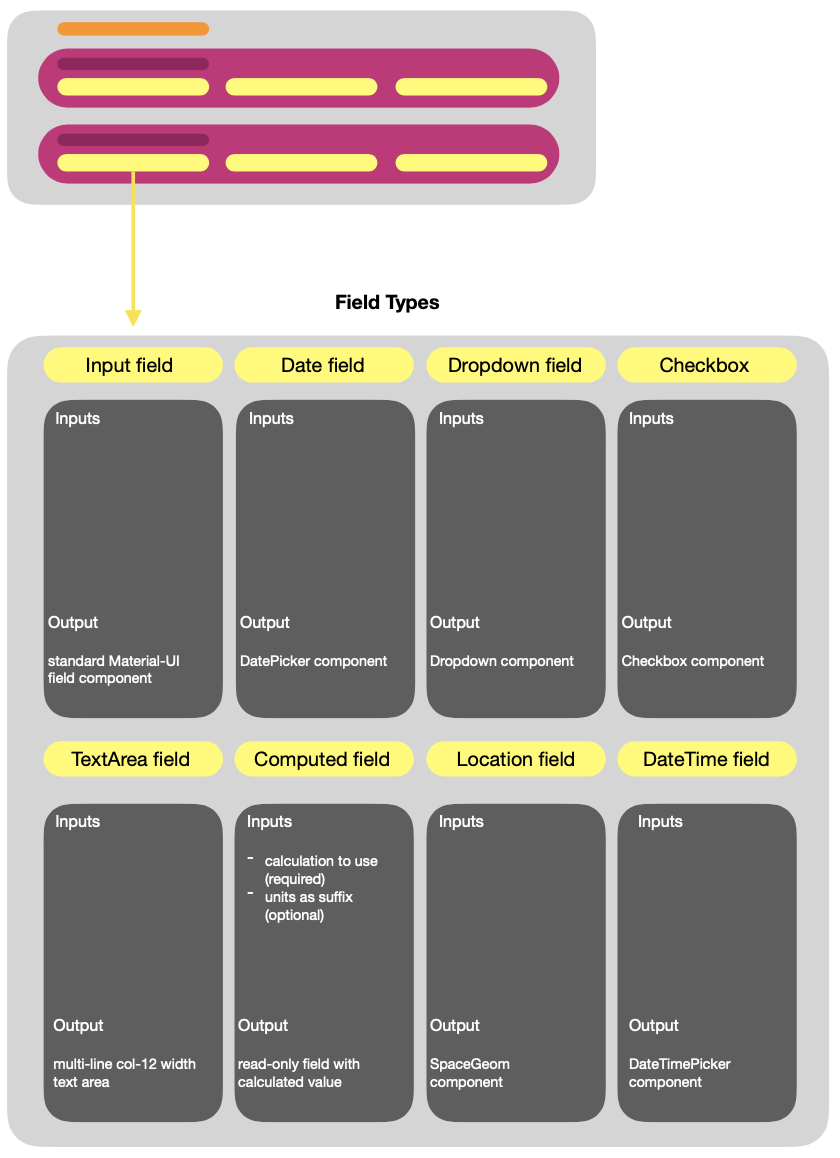 Field Types
Input field
Date field
Dropdown field
Checkbox
Inputs
Inputs
Inputs
Inputs
Output
Output
Output
Output
standard Material-UI
field component
DatePicker component
Dropdown component
Checkbox component
TextArea field
Computed field
Location field
DateTime field
Inputs
Inputs
Inputs
Inputs
- calculation to use
(required)
- units as suffix
(optional)
Output
Output
Output
Output
multi-line col-12 width
text area
read-only field with
calculated value
SpaceGeom
component
DateTimePicker
component